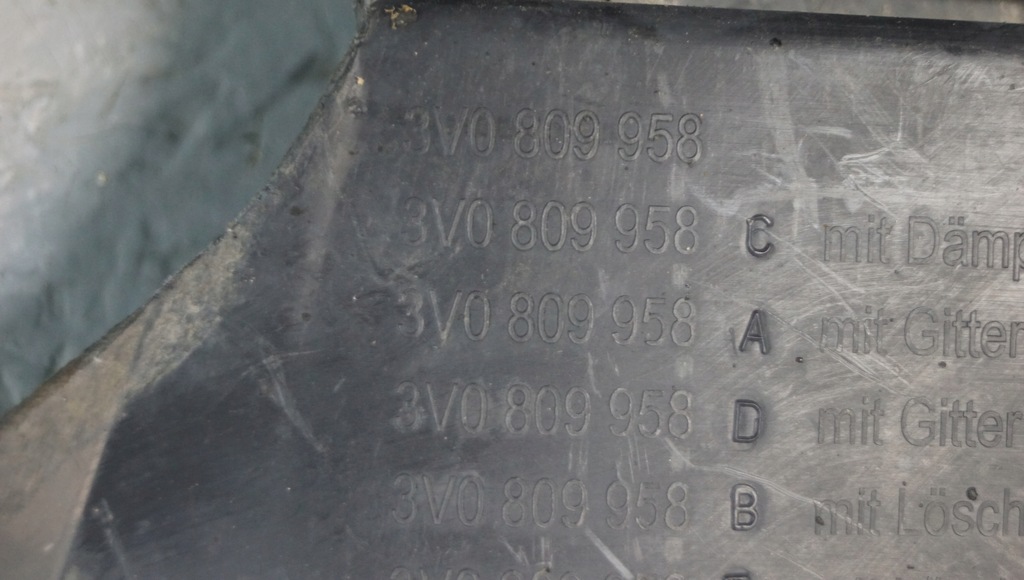 3V0 809 958
3V0 809 958 C mit Dämp
3V0 809 958 A mit Gitter
3V0 809 958 D mit Gitter
3V0 809 958 B mit Lösch